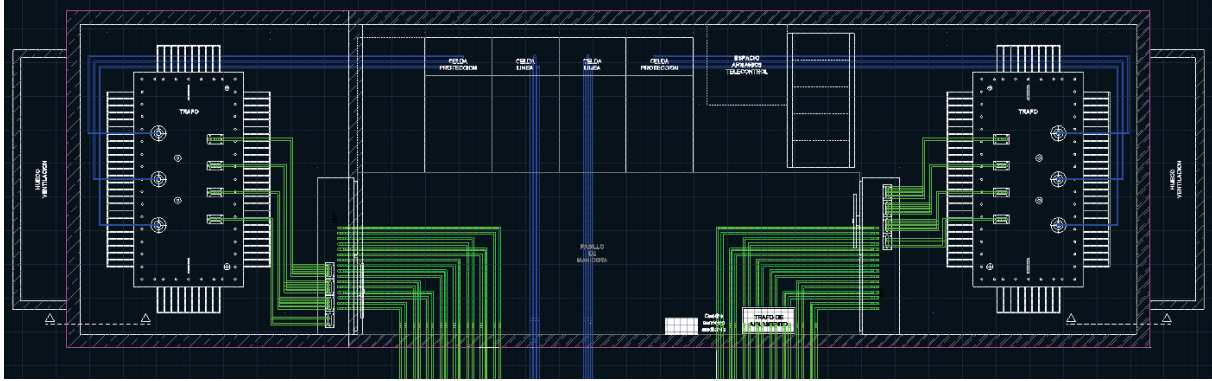 CELDA
PROTECCION
CELDA
LINEA
CELDA
LINEA
CELDA
PROTECCION
ESPACIO
ARMARIOS
TELECONTROL
TRAFO
TRAFO
HUECO
VENTILACION
HUECO
VENTILACION
PASILLO
DE
MANIOBRA
TRAFO DE